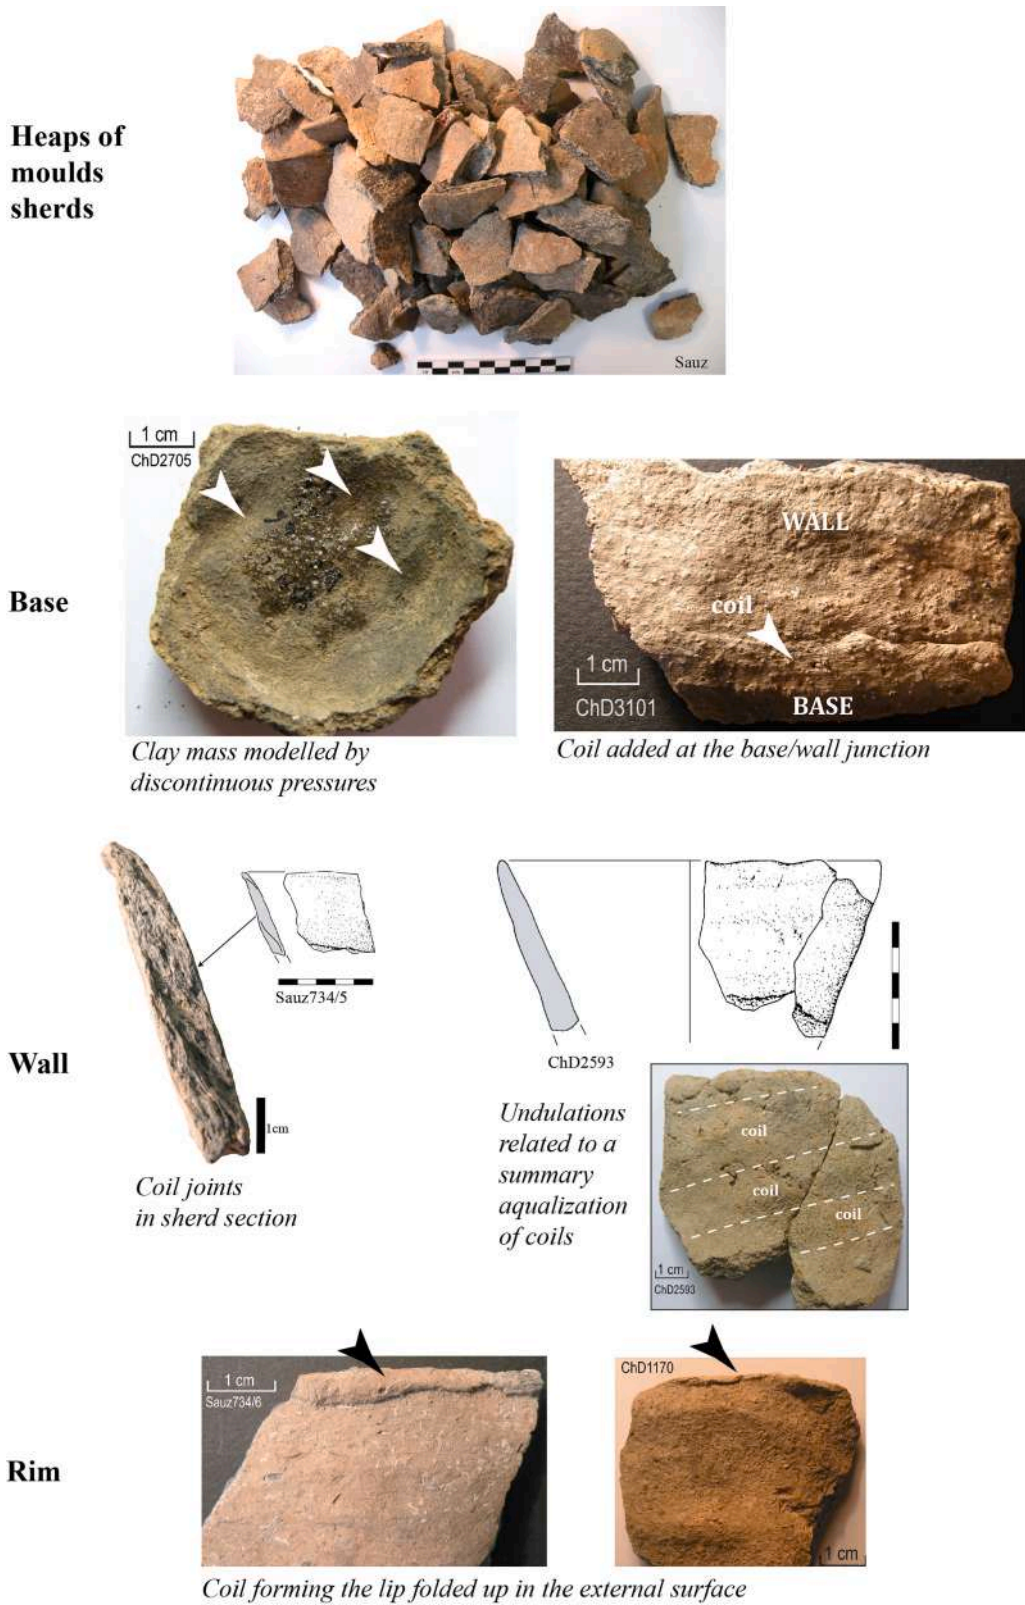 Heaps of
moulds
sherds
Sauz
1 cm
ChD2705
Base
WALL
coil
1 cm
ChD3101
BASE
Clay mass modelled by
discontinuous pressures
Coil added at the base/wall junction
Sauz734/5
ChD2593
Wall
1cm
Coil joints
in sherd section
Undulations
related to a
summary
aqualization
of coils
coil
coil
coil
1 cm
ChD2593
1 cm
Sauz734/6
ChD1170
Rim
1 cm
Coil forming the lip folded up in the external surface